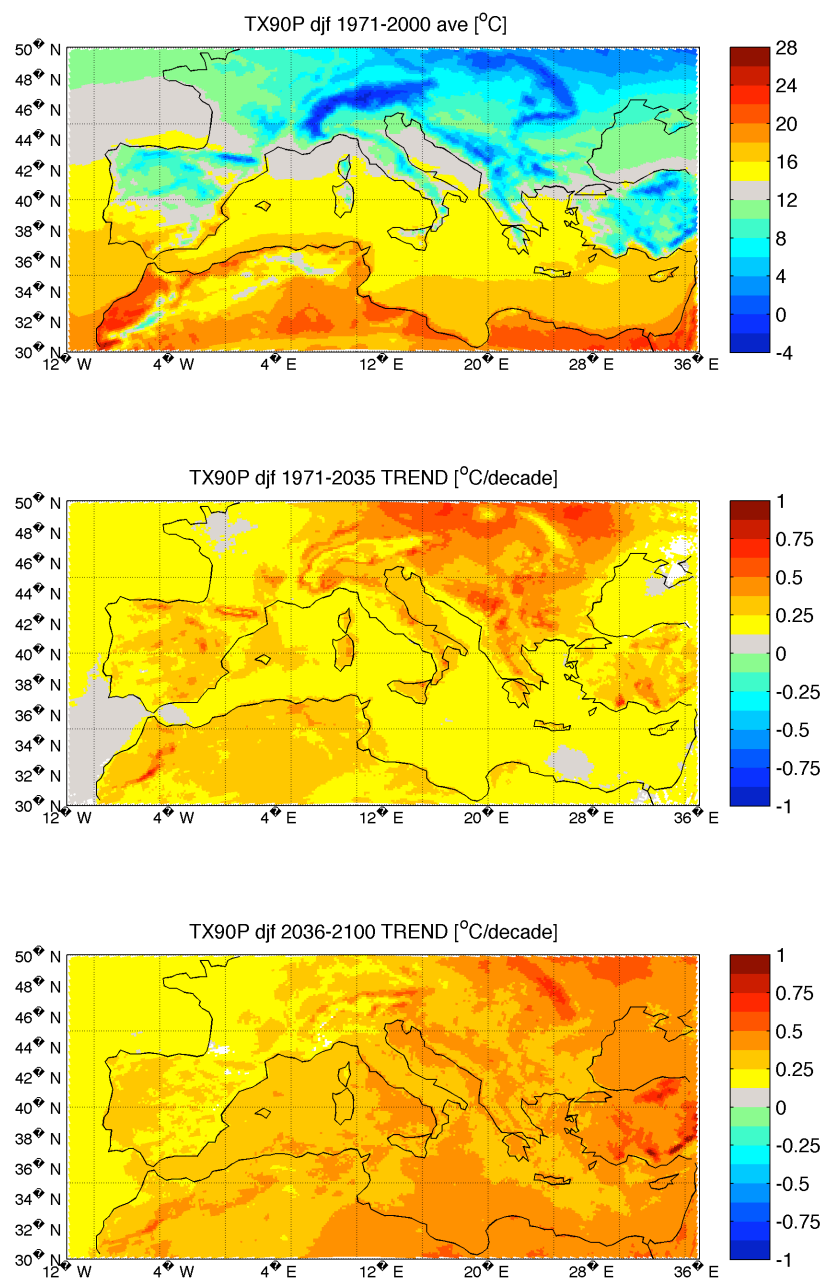 TX90P djf 1971-2000 ave [°C]
50� N
48� N
46� N
44� N
42� N
40� N
38� N
36� N
34� N
32� N
30� N
12� W 4� W 4� E 12� E 20� E 28� E 36� E
28
24
20
16
12
8
4
0
-4
TX90P djf 1971-2035 TREND [°C/decade]
50� N
48� N
46� N
44� N
42� N
40� N
38� N
36� N
34� N
32� N
30� N
12� W 4� W 4� E 12� E 20� E 28� E 36� E
1
0.75
0.5
0.25
0
-0.25
-0.5
-0.75
-1
TX90P djf 2036-2100 TREND [°C/decade]
50� N
48� N
46� N
44� N
42� N
40� N
38� N
36� N
34� N
32� N
30� N
12� W 4� W 4� E 12� E 20� E 28� E 36� E
1
0.75
0.5
0.25
0
-0.25
-0.5
-0.75
-1